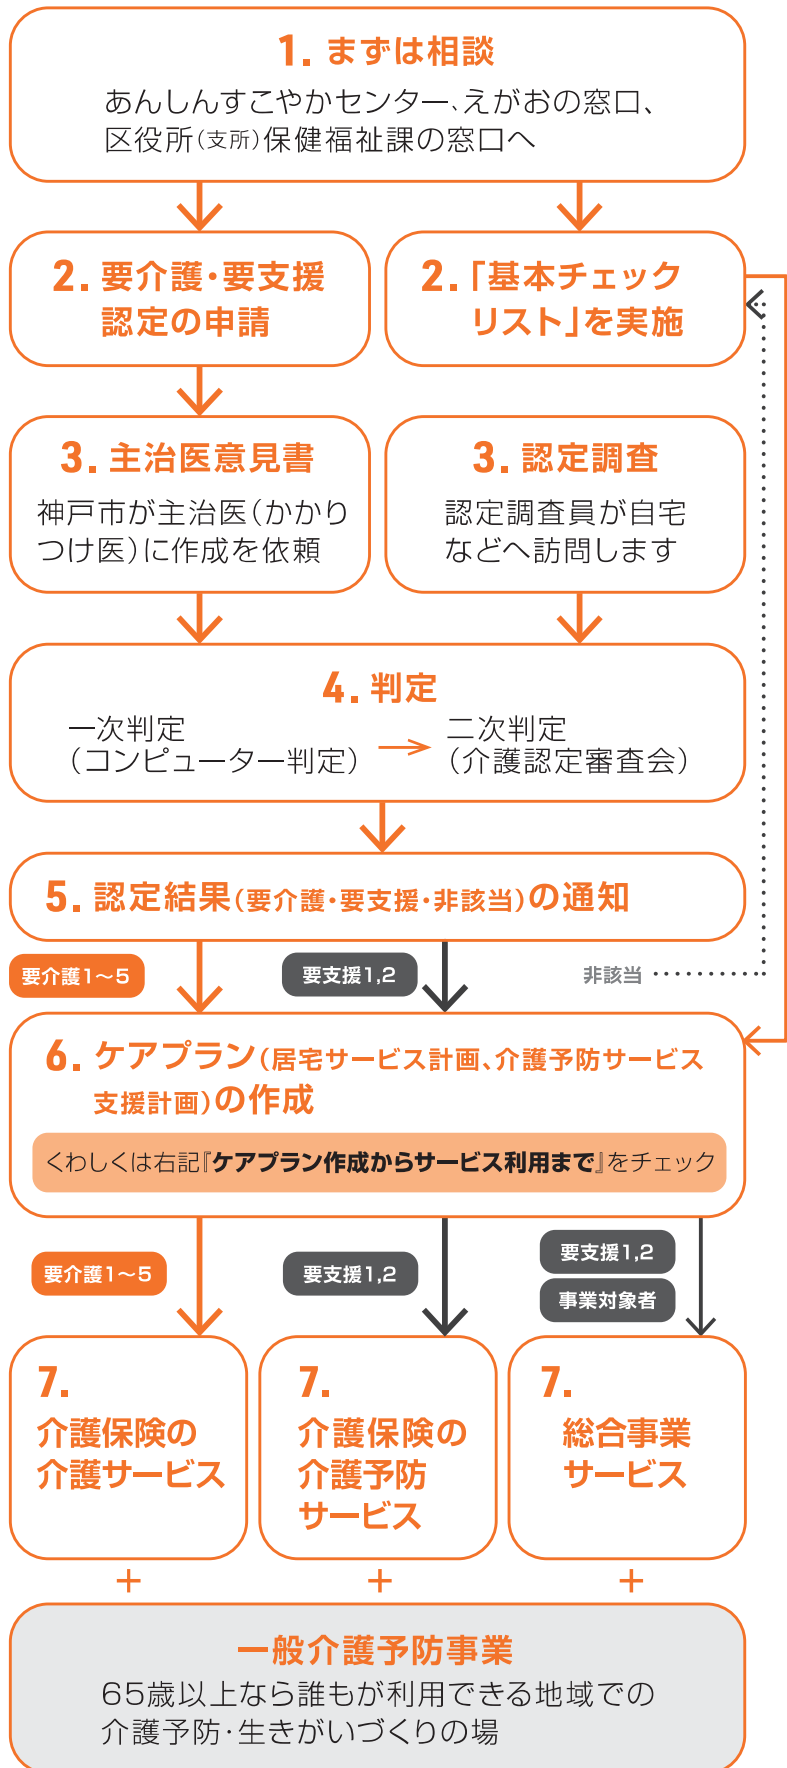 1. まずは相談
あんしんすこやかセンター、えがおの窓口、
区役所(支所)保健福祉課の窓口へ
2. 要介護・要支援
認定の申請
2. 「基本チェック
リスト」を実施
3. 主治医意見書
神戸市が主治医(かかり
つけ医)に作成を依頼
3. 認定調査
認定調査員が自宅
などへ訪問します
4. 判定
一次判定
(コンピューター判定)
二次判定
(介護認定審査会)
5. 認定結果(要介護・要支援・非該当)の通知
要介護1〜5
要支援1,2
非該当
6. ケアプラン(居宅サービス計画、介護予防サービス
支援計画)の作成
くわしくは右記『ケアプラン作成からサービス利用まで』をチェック
要介護1〜5
要支援1,2
要支援1,2
事業対象者
7.
介護保険の
介護サービス
7.
介護保険の
介護予防
サービス
7.
総合事業
サービス
+
+
+
一般介護予防事業
65歳以上なら誰もが利用できる地域での
介護予防・生きがいづくりの場